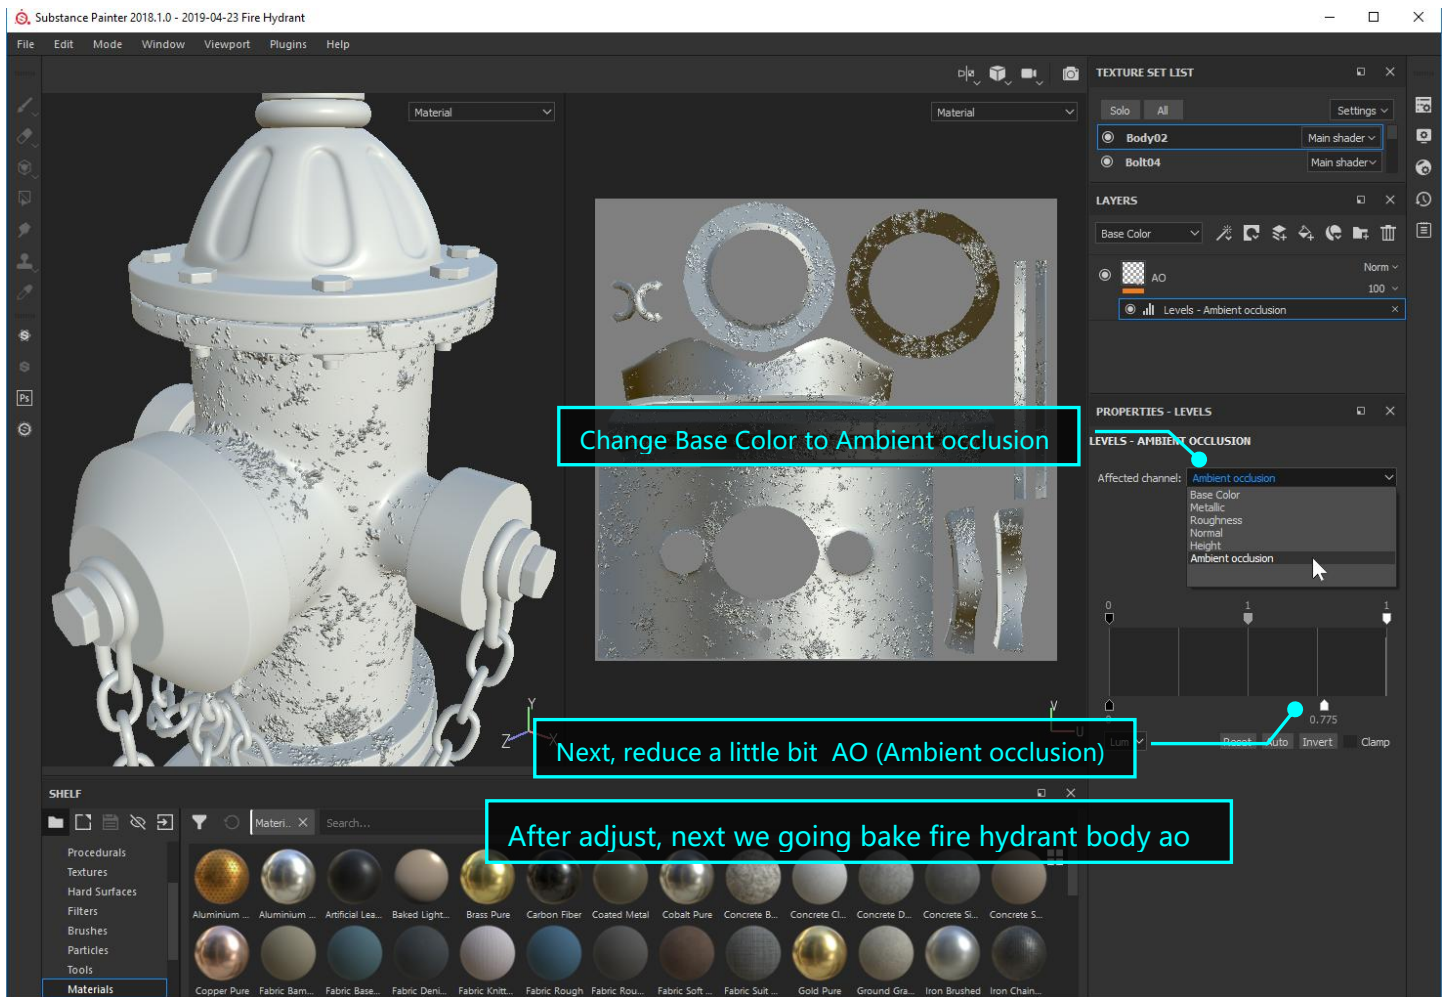 Substance Painter 2018.1.0 - 2019-04-23 Fire Hydrant
File Edit Mode Window Viewport Plugins Help
Material
Material
TEXTURE SET LIST
Solo All Settings
Body02 Main shader
Bolt04 Main shader
LAYERS
Base Color
AO Norm
100
Levels - Ambient occlusion
PROPERTIES - LEVELS
LEVELS - AMBIENT OCCLUSION
Affected channel: Ambient occlusion
Base Color
Metallic
Roughness
Normal
Height
Ambient occlusion
Change Base Color to Ambient occlusion
0 1 1
0.775
Lum Reset Auto Invert Clamp
Y
Z X
V
U
Next, reduce a little bit AO (Ambient occlusion)
After adjust, next we going bake fire hydrant body ao
Ps
SHELF
Materi... Search...
Procedurals
Textures
Hard Surfaces
Filters
Brushes
Particles
Tools
Materials
Aluminium ... Aluminium ... Artificial Lea... Baked Light... Brass Pure Carbon Fiber Coated Metal Cobalt Pure Concrete B... Concrete Cl... Concrete D... Concrete Si... Concrete S...
Copper Pure Fabric Bam... Fabric Base... Fabric Deni... Fabric Knitt... Fabric Rough Fabric Rou... Fabric Soft ... Fabric Suit ... Gold Pure Ground Gra... Iron Brushed Iron Chain...